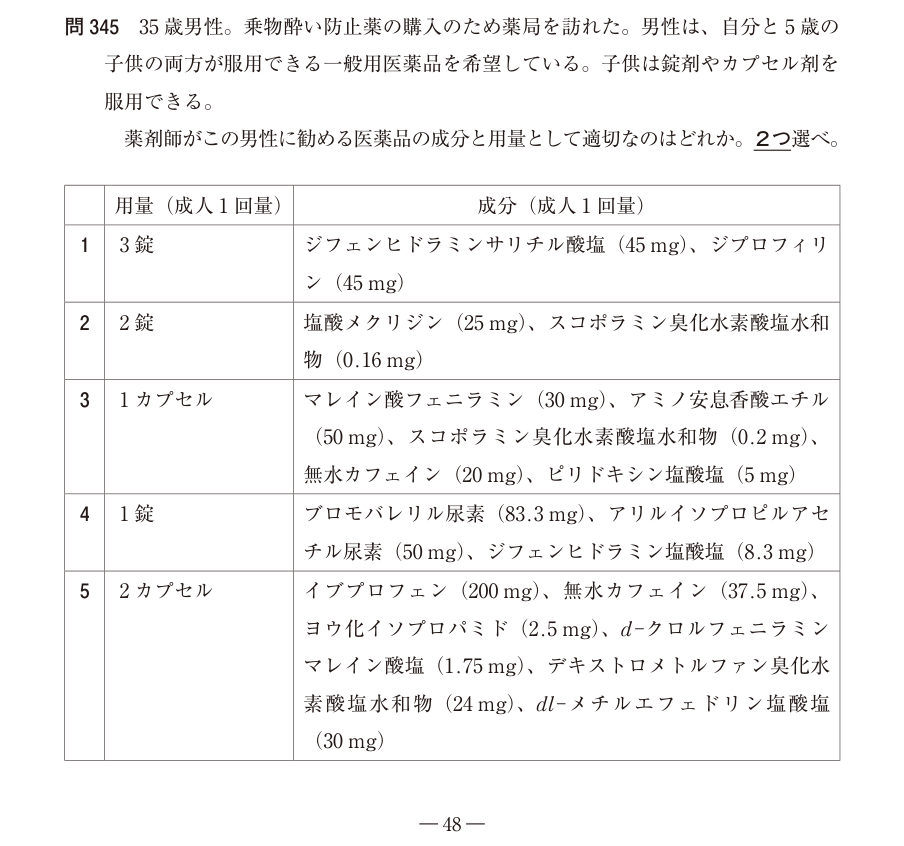 問 345　35 歳男性。乗物酔い防止薬の購入のため薬局を訪れた。男性は、自分と 5 歳の
子供の両方が服用できる一般用医薬品を希望している。子供は錠剤やカプセル剤を
服用できる。
薬剤師がこの男性に勧める医薬品の成分と用量として適切なのはどれか。2つ選べ。
用量（成人 1 回量）　成分（成人 1 回量）
1　3 錠　ジフェンヒドラミンサリチル酸塩（45 mg）、ジプロフィリ
ン（45 mg）
2　2 錠　塩酸メクリジン（25 mg）、スコポラミン臭化水素酸塩水和
物（0.16 mg）
3　1 カプセル　マレイン酸フェニラミン（30 mg）、アミノ安息香酸エチル
（50 mg）、スコポラミン臭化水素酸塩水和物（0.2 mg）、
無水カフェイン（20 mg）、ピリドキシン塩酸塩（5 mg）
4　1 錠　ブロモバレリル尿素（83.3 mg）、アリルイソプロピルアセ
チル尿素（50 mg）、ジフェンヒドラミン塩酸塩（8.3 mg）
5　2 カプセル　イブプロフェン（200 mg）、無水カフェイン（37.5 mg）、
ヨウ化イソプロパミド（2.5 mg）、d-クロルフェニラミン
マレイン酸塩（1.75 mg）、デキストロメトルファン臭化水
素酸塩水和物（24 mg）、dl-メチルエフェドリン塩酸塩
（30 mg）
― 48 ―